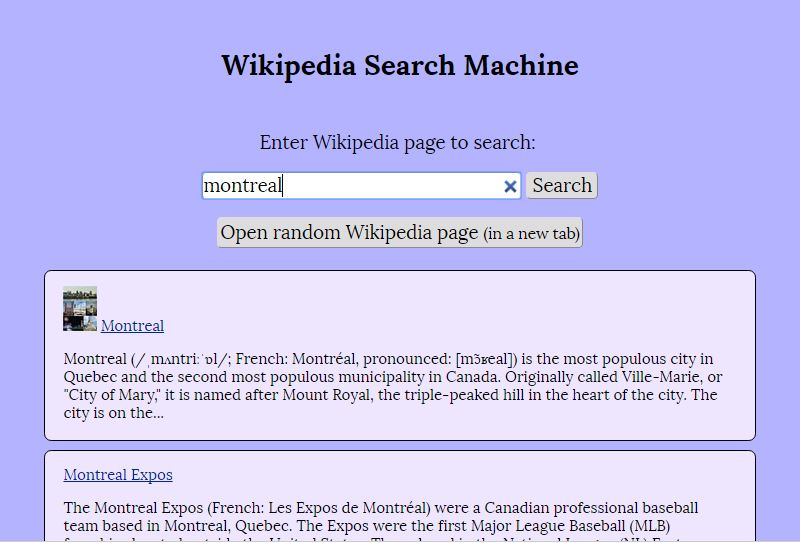 Wikipedia Search Machine
Enter Wikipedia page to search:
montreal
Search
Open random Wikipedia page (in a new tab)
Montreal
Montreal (/ˌmʌntriːˈɒl/; French: Montréal, pronounced: [mɔ̃ʁeal]) is the most populous city in
Quebec and the second most populous municipality in Canada. Originally called Ville-Marie, or
"City of Mary," it is named after Mount Royal, the triple-peaked hill in the heart of the city. The
city is on the...
Montreal Expos
The Montreal Expos (French: Les Expos de Montréal) were a Canadian professional baseball
team based in Montreal, Quebec. The Expos were the first Major League Baseball (MLB)